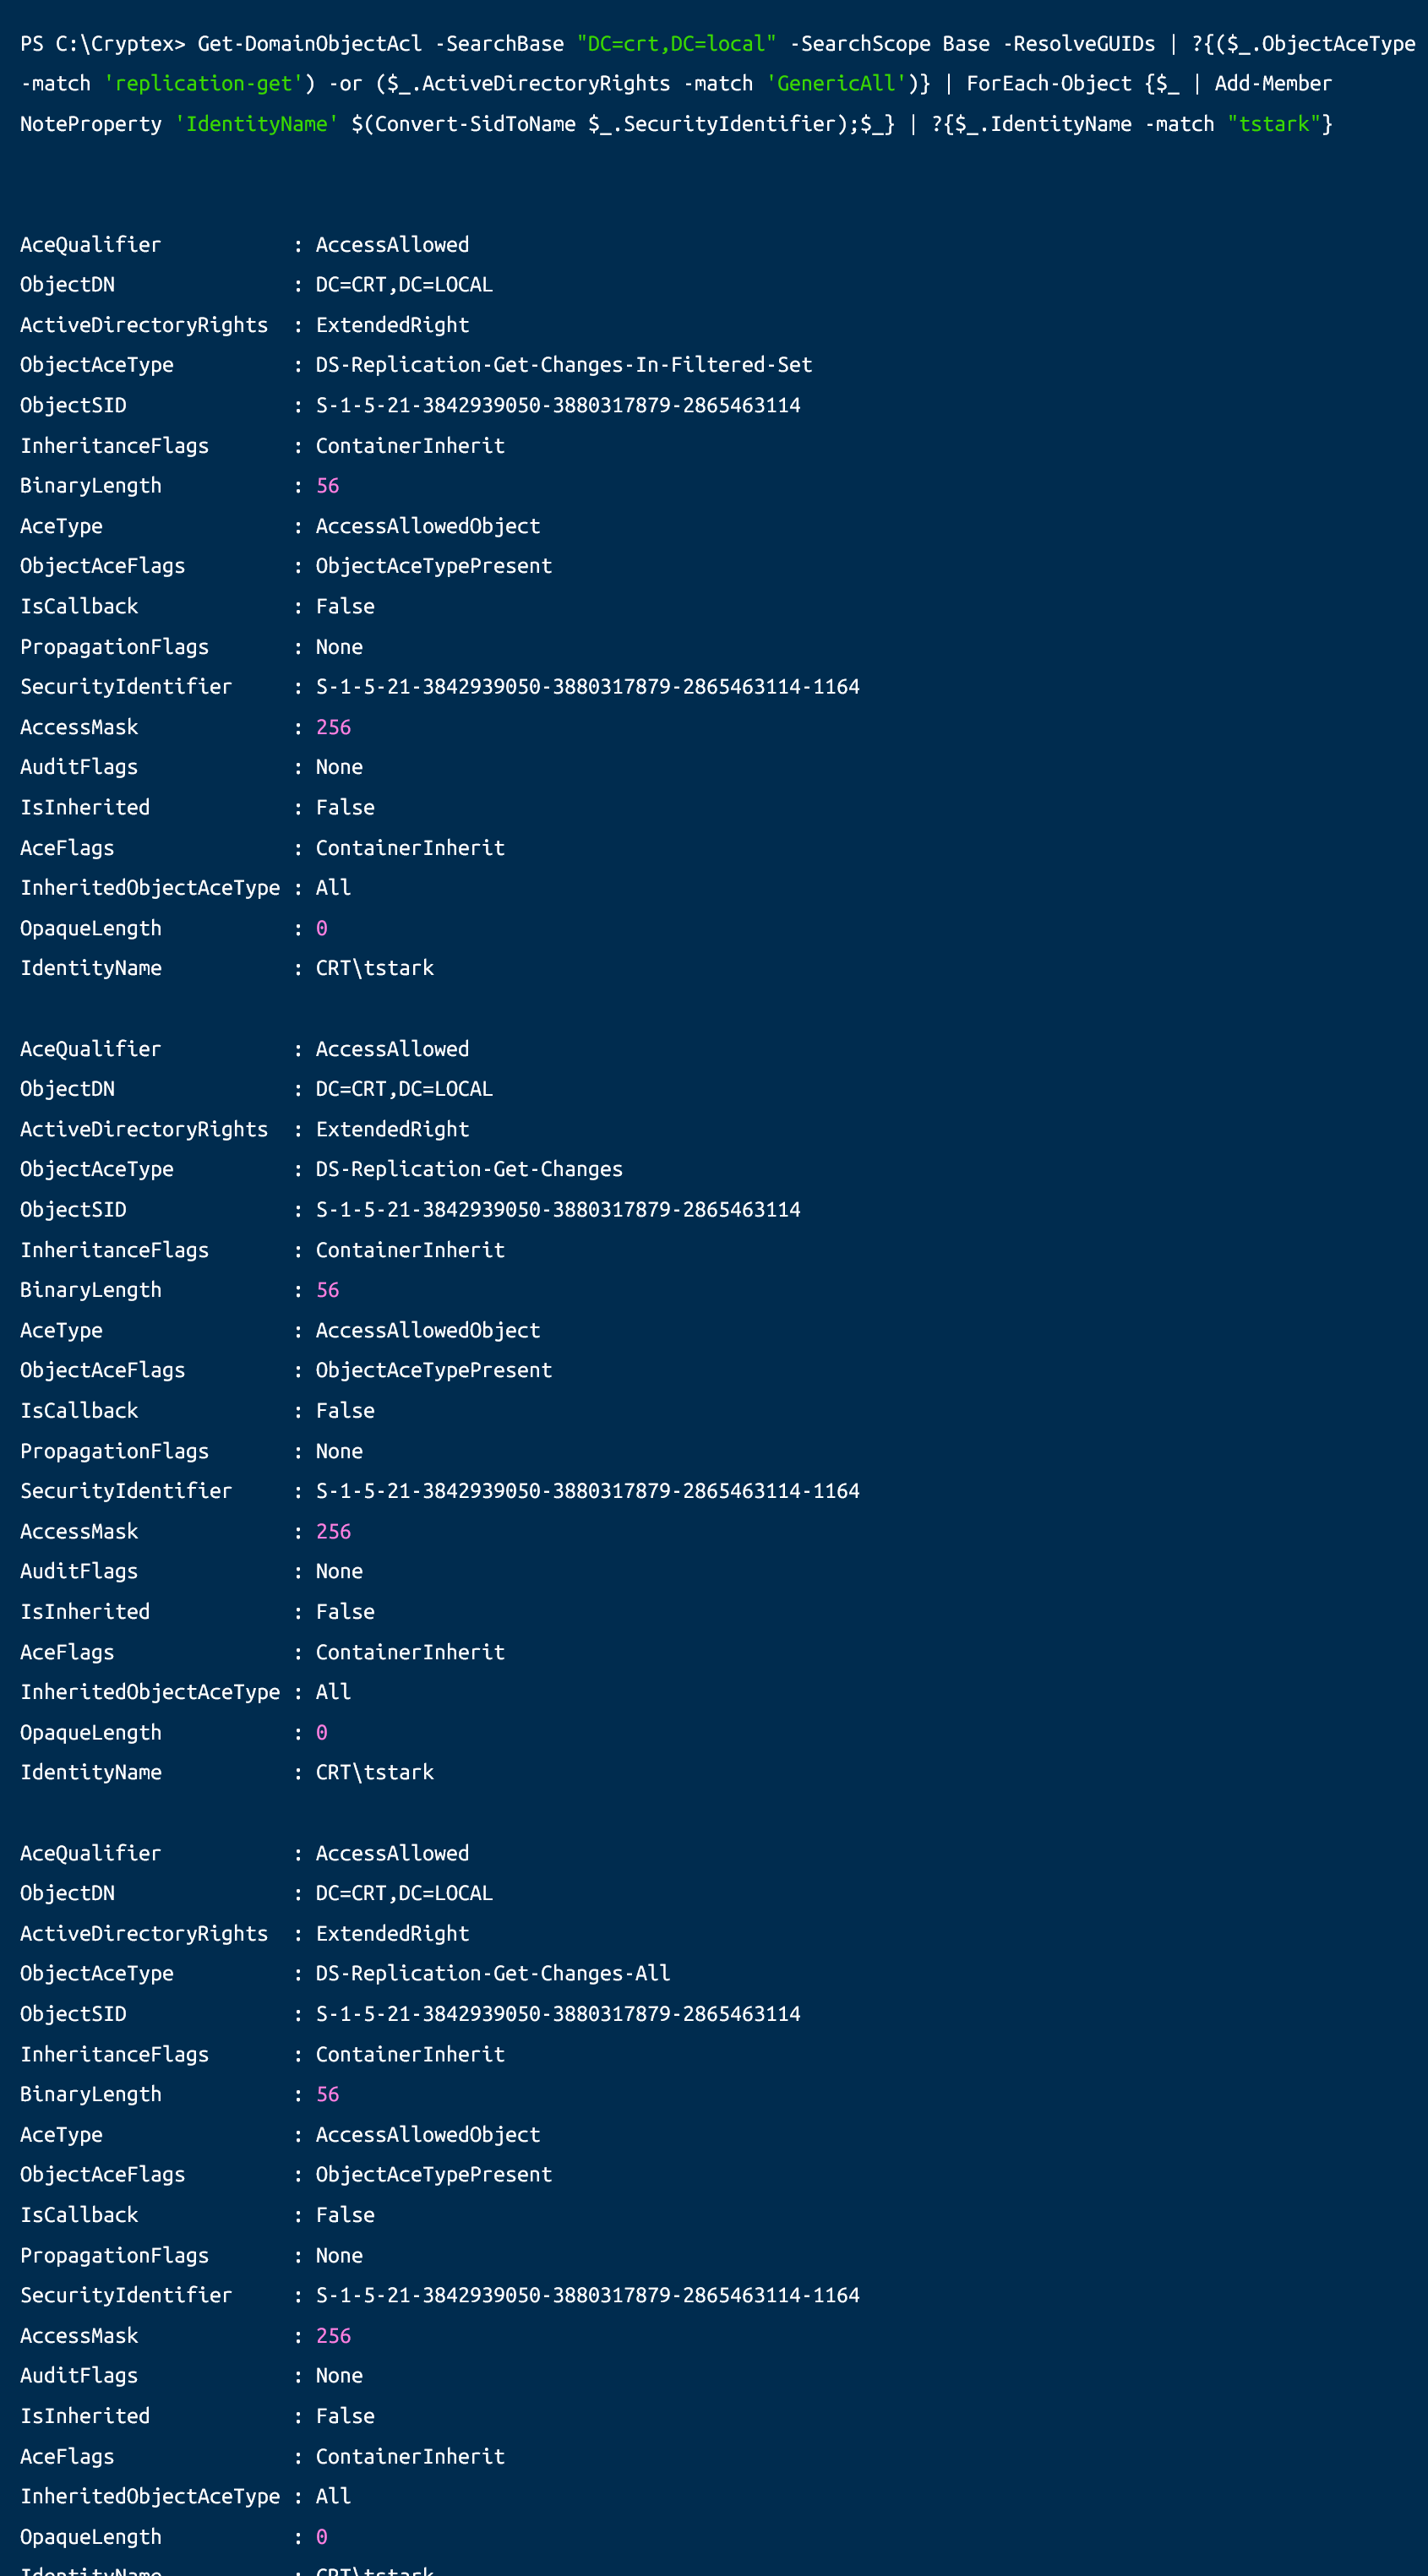 PS C:\Cryptex> Get-DomainObjectAcl -SearchBase "DC=crt,DC=local" -SearchScope Base -ResolveGUIDs | ?{($_.ObjectAceType
-match 'replication-get') -or ($_.ActiveDirectoryRights -match 'GenericAll')} | ForEach-Object {$_ | Add-Member
NoteProperty 'IdentityName' $(Convert-SidToName $_.SecurityIdentifier);$_} | ?{$_.IdentityName -match "tstark"}
AceQualifier : AccessAllowed
ObjectDN : DC=CRT,DC=LOCAL
ActiveDirectoryRights : ExtendedRight
ObjectAceType : DS-Replication-Get-Changes-In-Filtered-Set
ObjectSID : S-1-5-21-3842939050-3880317879-2865463114
InheritanceFlags : ContainerInherit
BinaryLength : 56
AceType : AccessAllowedObject
ObjectAceFlags : ObjectAceTypePresent
IsCallback : False
PropagationFlags : None
SecurityIdentifier : S-1-5-21-3842939050-3880317879-2865463114-1164
AccessMask : 256
AuditFlags : None
IsInherited : False
AceFlags : ContainerInherit
InheritedObjectAceType : All
OpaqueLength : 0
IdentityName : CRT\tstark
AceQualifier : AccessAllowed
ObjectDN : DC=CRT,DC=LOCAL
ActiveDirectoryRights : ExtendedRight
ObjectAceType : DS-Replication-Get-Changes
ObjectSID : S-1-5-21-3842939050-3880317879-2865463114
InheritanceFlags : ContainerInherit
BinaryLength : 56
AceType : AccessAllowedObject
ObjectAceFlags : ObjectAceTypePresent
IsCallback : False
PropagationFlags : None
SecurityIdentifier : S-1-5-21-3842939050-3880317879-2865463114-1164
AccessMask : 256
AuditFlags : None
IsInherited : False
AceFlags : ContainerInherit
InheritedObjectAceType : All
OpaqueLength : 0
IdentityName : CRT\tstark
AceQualifier : AccessAllowed
ObjectDN : DC=CRT,DC=LOCAL
ActiveDirectoryRights : ExtendedRight
ObjectAceType : DS-Replication-Get-Changes-All
ObjectSID : S-1-5-21-3842939050-3880317879-2865463114
InheritanceFlags : ContainerInherit
BinaryLength : 56
AceType : AccessAllowedObject
ObjectAceFlags : ObjectAceTypePresent
IsCallback : False
PropagationFlags : None
SecurityIdentifier : S-1-5-21-3842939050-3880317879-2865463114-1164
AccessMask : 256
AuditFlags : None
IsInherited : False
AceFlags : ContainerInherit
InheritedObjectAceType : All
OpaqueLength : 0
IdentityName : CRT\tstark